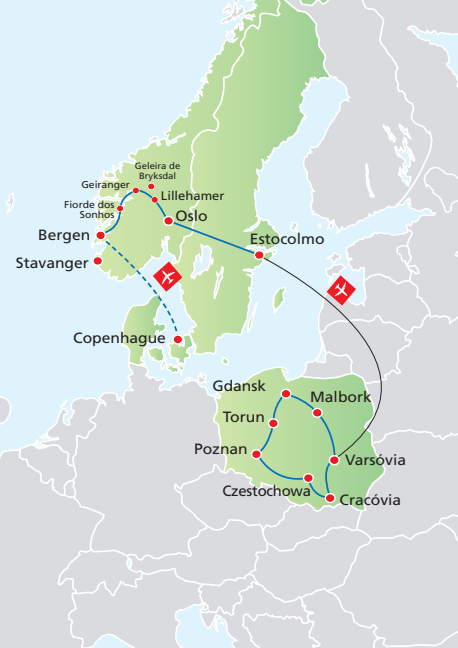 Geleira de
Bryksdal
Geiranger
Lillehamer
Fiorde dos
Sonhos
Oslo
Bergen
Estocolmo
Stavanger
Copenhague
Gdansk
Malbork
Torun
Poznan
Varsóvia
Czestochowa
Cracóvia